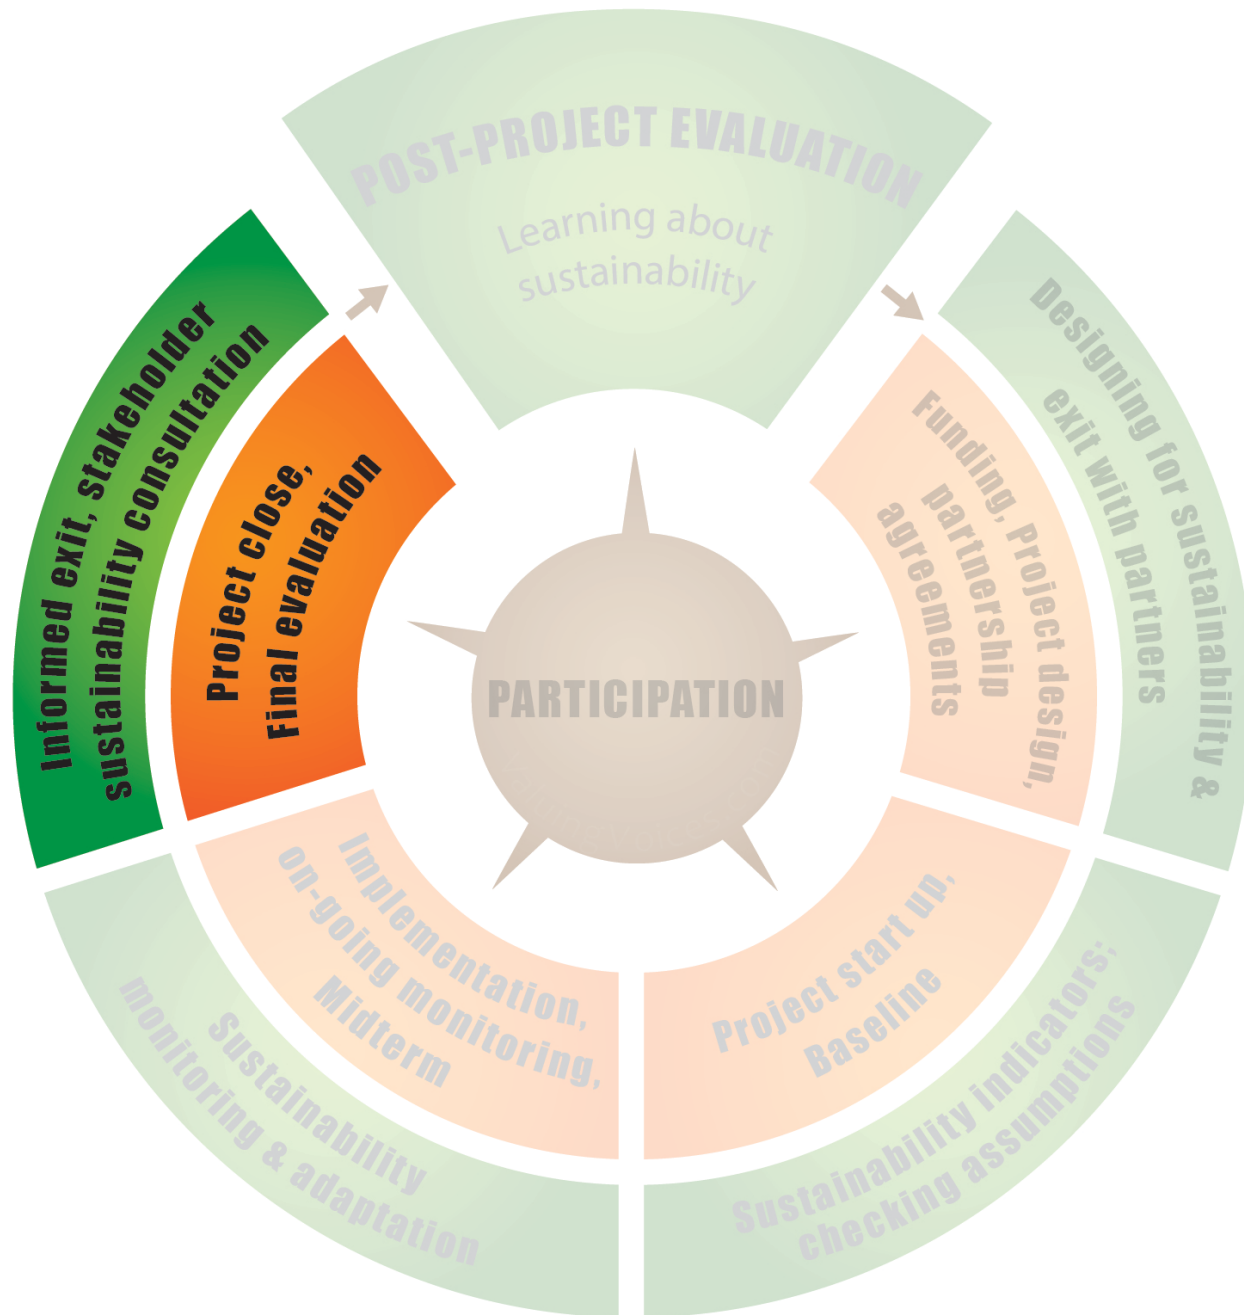 POST-PROJECT EVALUATION
Learning about
sustainability
Designing for sustainability &
exit with partners
Funding, Project design,
partnership
agreements
Sustainability indicators;
checking assumptions
Project start up,
Baseline
Sustainability
monitoring & adaptation
Implementation,
on-going monitoring,
Midterm
Informed exit, stakeholder
sustainability consultation
Project close,
Final evaluation
PARTICIPATION